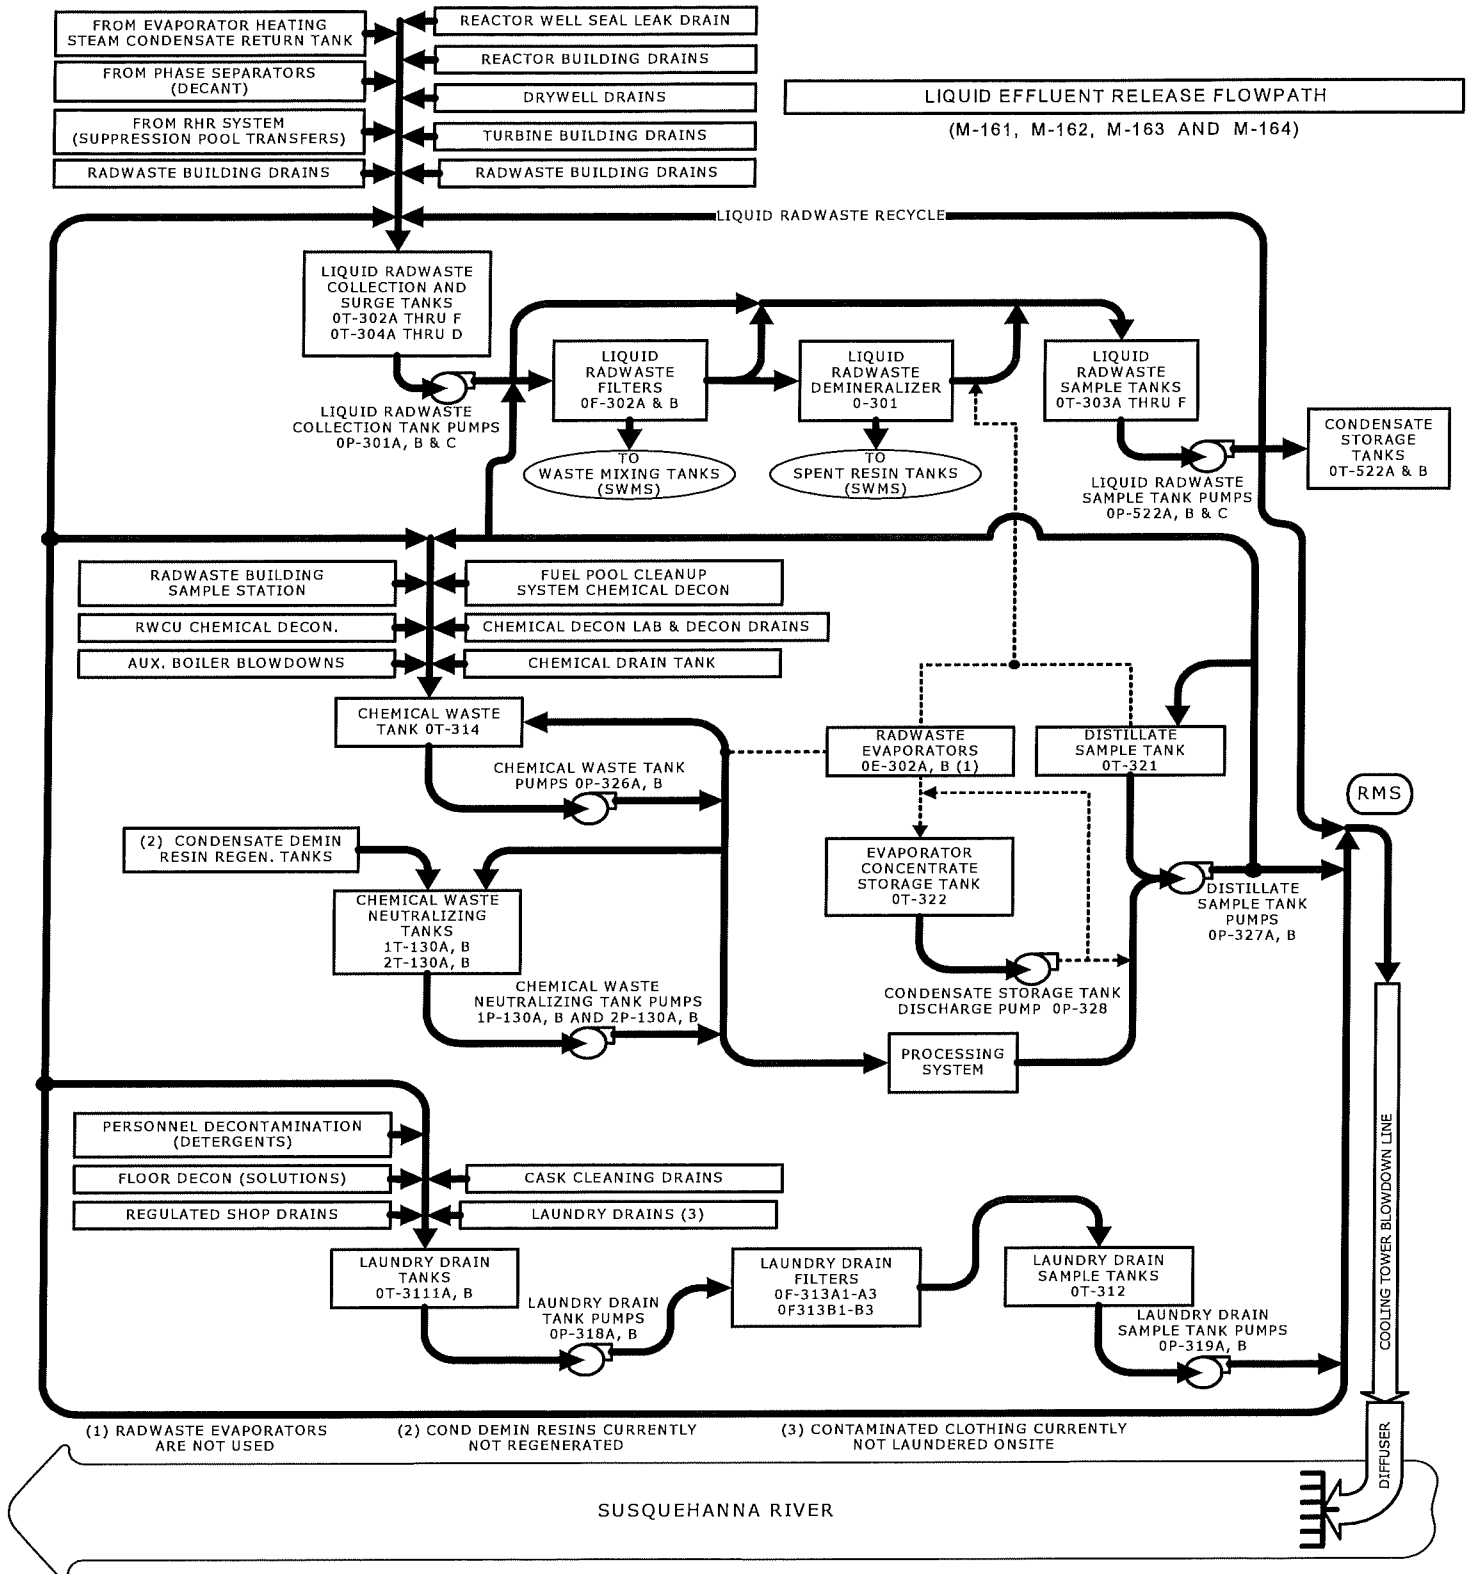 FROM EVAPORATOR HEATING
STEAM CONDENSATE RETURN TANK
REACTOR WELL SEAL LEAK DRAIN
REACTOR BUILDING DRAINS
FROM PHASE SEPARATORS
(DECANT)
DRYWELL DRAINS
FROM RHR SYSTEM
(SUPPRESSION POOL TRANSFERS)
TURBINE BUILDING DRAINS
RADWASTE BUILDING DRAINS
RADWASTE BUILDING DRAINS
LIQUID EFFLUENT RELEASE FLOWPATH
(M-161, M-162, M-163 AND M-164)
LIQUID RADWASTE RECYCLE
LIQUID RADWASTE
COLLECTION AND
SURGE TANKS
0T-302A THRU F
0T-304A THRU D
LIQUID RADWASTE
COLLECTION TANK PUMPS
0P-301A, B & C
LIQUID
RADWASTE
FILTERS
0F-302A & B
TO
WASTE MIXING TANKS
(SWMS)
LIQUID
RADWASTE
DEMINERALIZER
0-301
TO
SPENT RESIN TANKS
(SWMS)
LIQUID
RADWASTE
SAMPLE TANKS
0T-303A THRU F
LIQUID RADWASTE
SAMPLE TANK PUMPS
0P-522A, B & C
CONDENSATE
STORAGE
TANKS
0T-522A & B
RADWASTE BUILDING
SAMPLE STATION
FUEL POOL CLEANUP
SYSTEM CHEMICAL DECON
RWCU CHEMICAL DECON.
CHEMICAL DECON LAB & DECON DRAINS
AUX. BOILER BLOWDOWNS
CHEMICAL DRAIN TANK
CHEMICAL WASTE
TANK 0T-314
CHEMICAL WASTE TANK
PUMPS 0P-326A, B
RADWASTE
EVAPORATORS
0E-302A, B (1)
DISTILLATE
SAMPLE TANK
0T-321
RMS
(2) CONDENSATE DEMIN
RESIN REGEN. TANKS
CHEMICAL WASTE
NEUTRALIZING
TANKS
1T-130A, B
2T-130A, B
EVAPORATOR
CONCENTRATE
STORAGE TANK
0T-322
DISTILLATE
SAMPLE TANK
PUMPS
0P-327A, B
CHEMICAL WASTE
NEUTRALIZING TANK PUMPS
1P-130A, B AND 2P-130A, B
CONDENSATE STORAGE TANK
DISCHARGE PUMP 0P-328
PROCESSING
SYSTEM
PERSONNEL DECONTAMINATION
(DETERGENTS)
FLOOR DECON (SOLUTIONS)
CASK CLEANING DRAINS
REGULATED SHOP DRAINS
LAUNDRY DRAINS (3)
LAUNDRY DRAIN
TANKS
0T-3111A, B
LAUNDRY DRAIN
TANK PUMPS
0P-318A, B
LAUNDRY DRAIN
FILTERS
0F-313A1-A3
0F313B1-B3
LAUNDRY DRAIN
SAMPLE TANKS
0T-312
LAUNDRY DRAIN
SAMPLE TANK PUMPS
0P-319A, B
COOLING TOWER BLOWDOWN LINE
DIFFUSER
(1) RADWASTE EVAPORATORS
ARE NOT USED
(2) COND DEMIN RESINS CURRENTLY
NOT REGENERATED
(3) CONTAMINATED CLOTHING CURRENTLY
NOT LAUNDERED ONSITE
SUSQUEHANNA RIVER